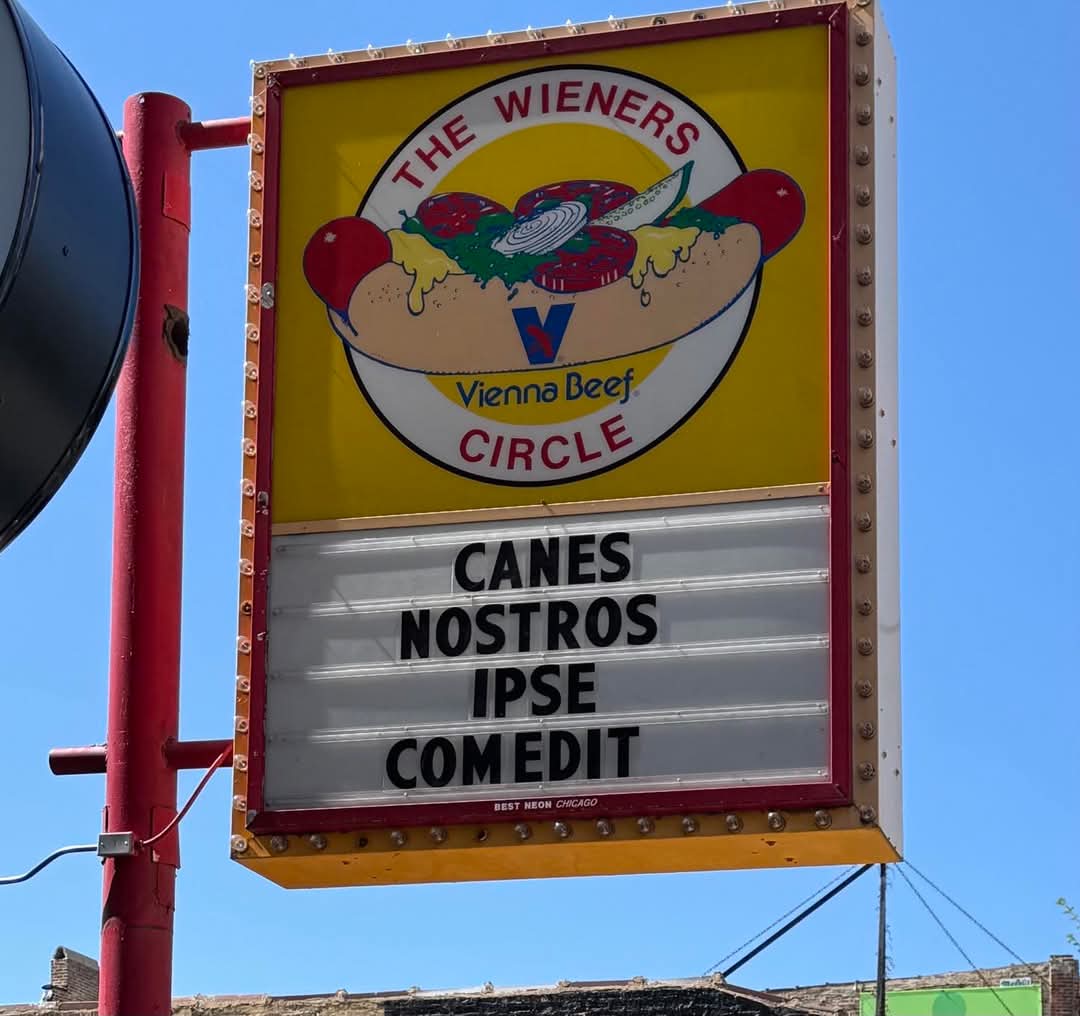 THE WIENERS
V
Vienna Beef
CIRCLE
CANES
NOSTROS
IPSE
COMEDIT
BEST NEON CHICAGO